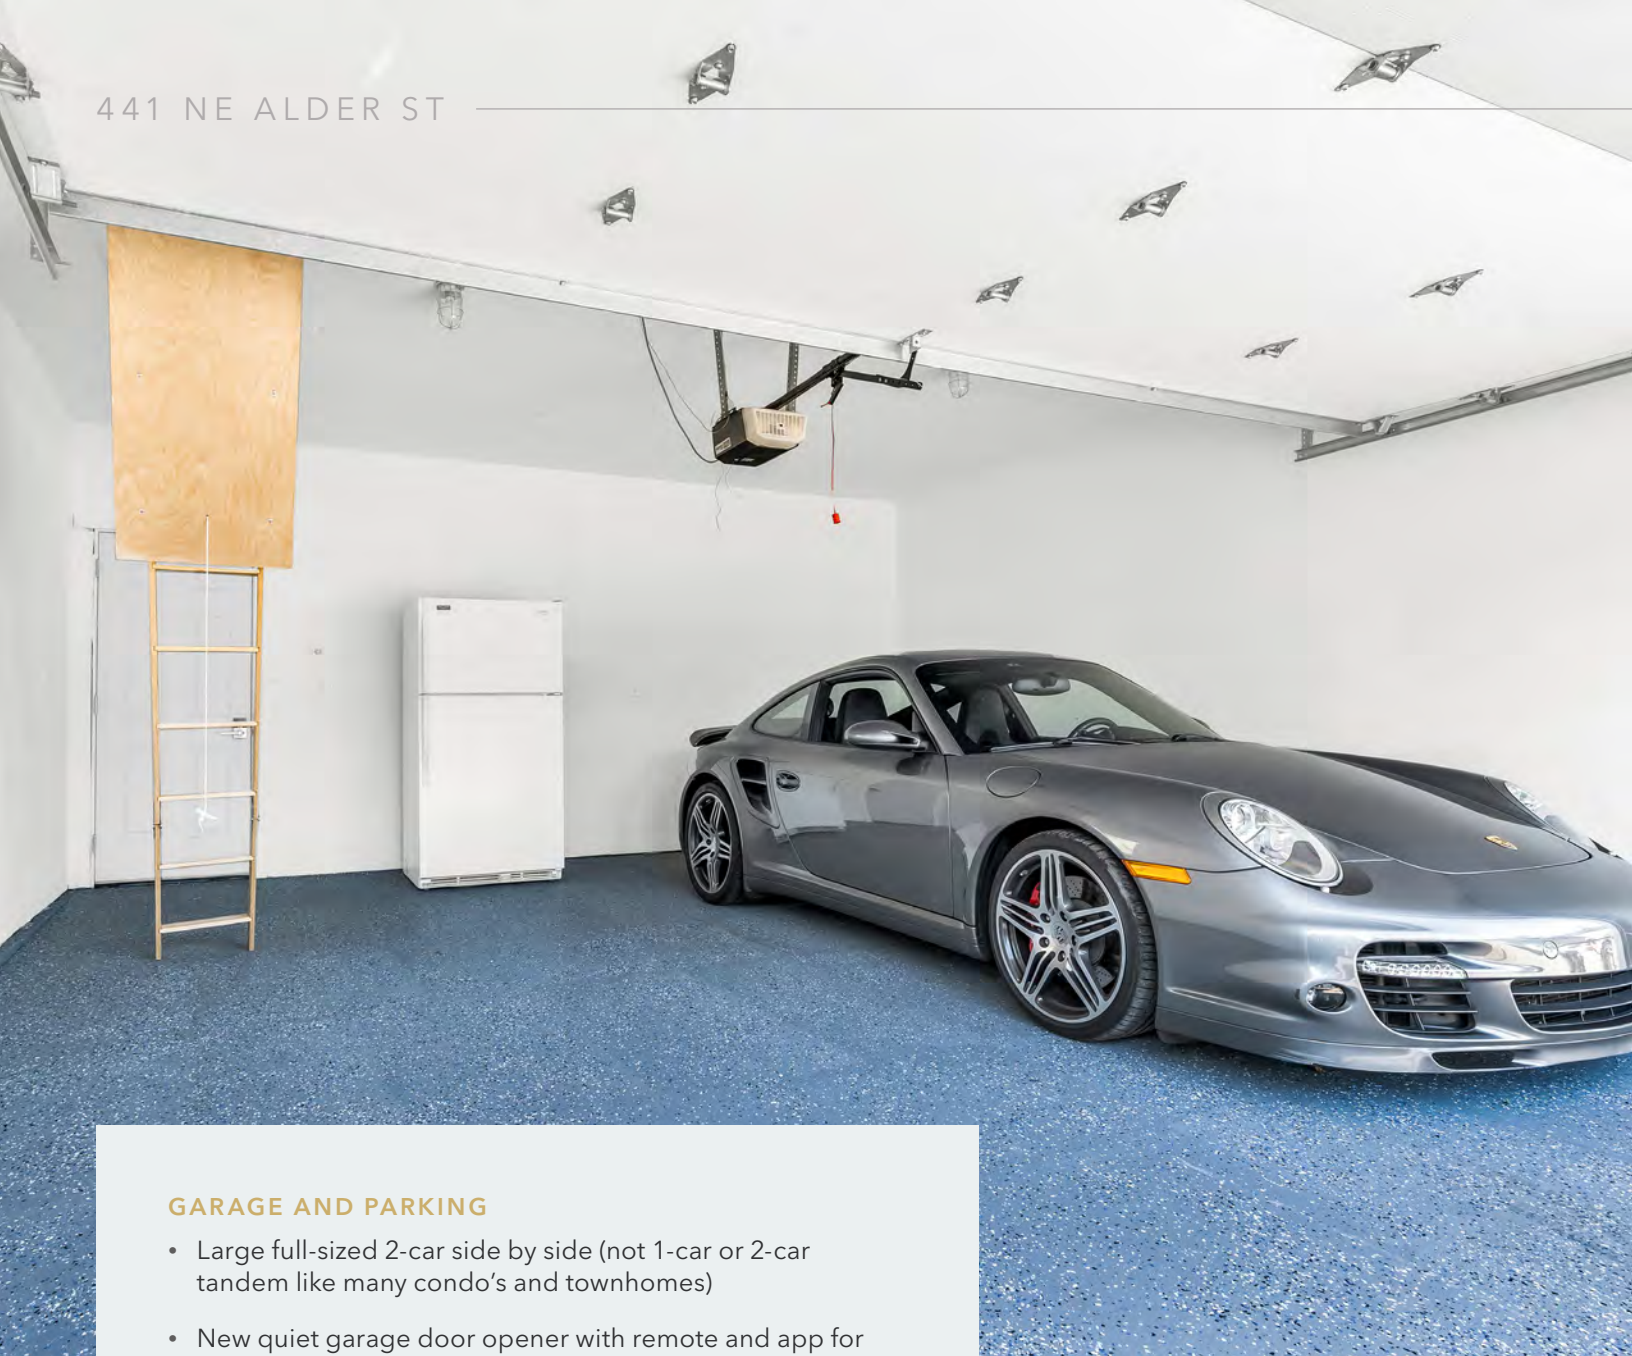 441 NE ALDER ST
GARAGE AND PARKING
• Large full-sized 2-car side by side (not 1-car or 2-car
tandem like many condo’s and townhomes)
• New quiet garage door opener with remote and app for